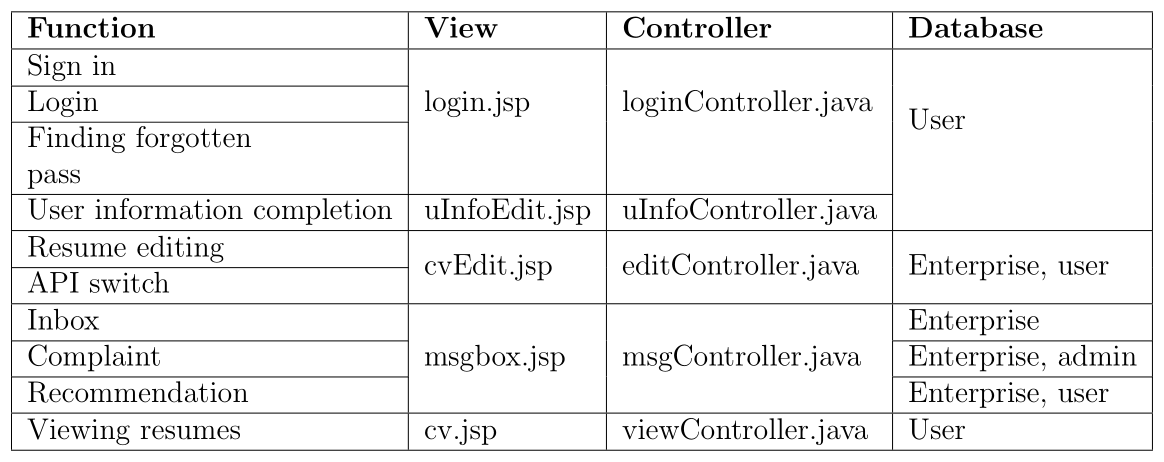 Function View Controller Database
Sign in
Login login.jsp loginController.java User
Finding forgotten
pass
User information completion uInfoEdit.jsp uInfoController.java
Resume editing cvEdit.jsp editController.java Enterprise, user
API switch
Inbox Enterprise
Complaint msgbox.jsp msgController.java Enterprise, admin
Recommendation Enterprise, user
Viewing resumes cv.jsp viewController.java User